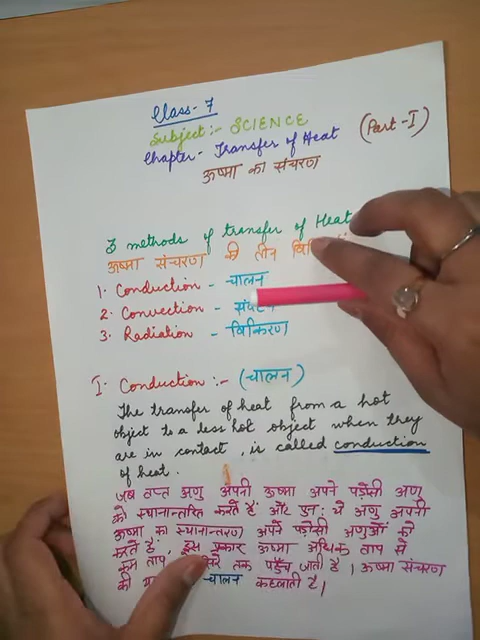 Class- 7
Subject:- SCIENCE
Chapter- Transfer of Heat (Part-I)
ऊष्मा का संचरण
3 methods of transfer of Heat
ऊष्मा संचरण की तीन
1. Conduction - चालन
2. Convection -
3. Radiation - विकिरण
I. Conduction:- (चालन)
The transfer of heat from a hot
object to a less hot object when they
are in contact, is called conduction
of heat.
जब तप्त अणु अपनी ऊष्मा अपने पड़ोसी अणु
को स्थानान्तरित करते हैं और पुनः ये अणु अपनी
ऊष्मा का स्थानान्तरण अपने पड़ोसी अणुओं को
करते हैं, इस प्रकार ऊष्मा अधिक ताप से
कम ताप सिरे तक पहुँच जाती है। ऊष्मा संचरण
की चालन कहलाती है।